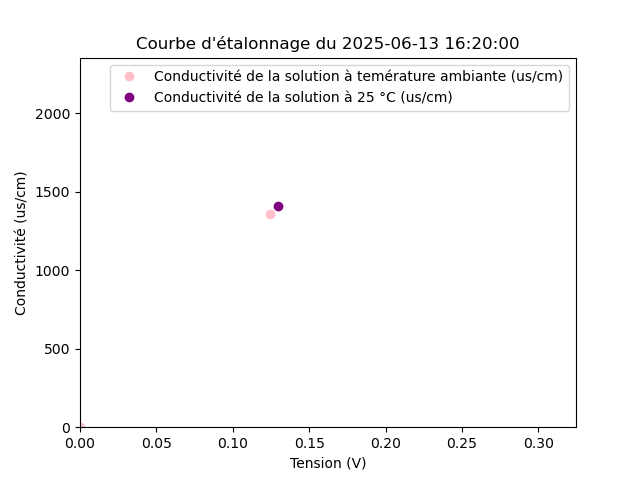 Courbe d'étalonnage du 2025-06-13 16:20:00
Conductivité de la solution à temérature ambiante (us/cm)
Conductivité de la solution à 25 °C (us/cm)
Conductivité (us/cm)
2000
1500
1000
500
0
0.00 0.05 0.10 0.15 0.20 0.25 0.30
Tension (V)